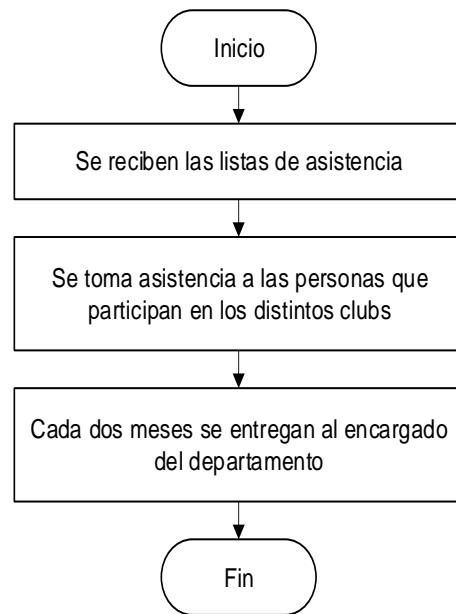 Inicio
Se reciben las listas de asistencia
Se toma asistencia a las personas que
participan en los distintos clubs
Cada dos meses se entregan al encargado
del departamento
Fin